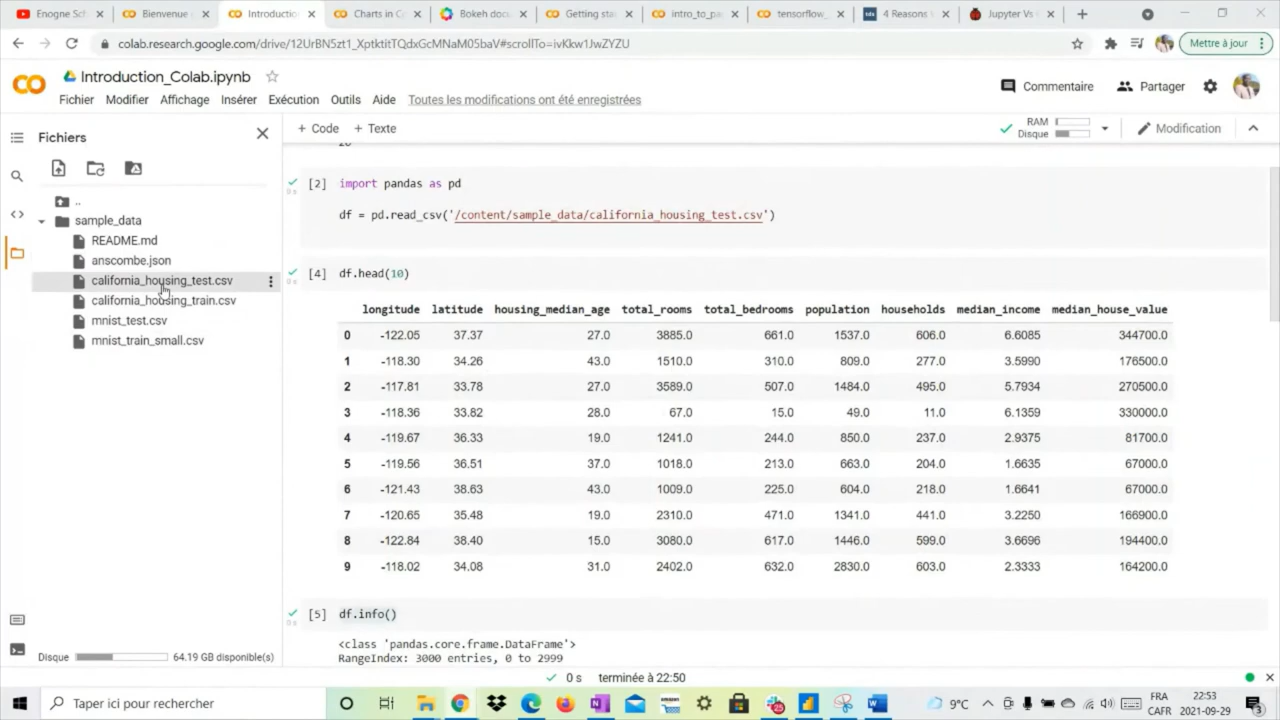 Enogne Sc
Bienvenue
Introductio
Charts in C
Bokeh docu
Getting sta
intro_to_pa
tensorflow_
4 Reasons
Jupyter Vs
colab.research.google.com/drive/12UrBN5zt1_XptktitTQdxGcMNaM05baV#scrollTo=ivKkw1JwZYZU
Mettre à jour
CO
Introduction_Colab.ipynb
Commentaire
Partager
Fichier Modifier Affichage Insérer Exécution Outils Aide Toutes les modifications ont été enregistrées
Fichiers
+ Code + Texte
RAM
Disque
Modification
..
sample_data
README.md
anscombe.json
california_housing_test.csv
california_housing_train.csv
mnist_test.csv
mnist_train_small.csv
Disque 64.19 GB disponible(s)
20
[2] import pandas as pd
0 s
df = pd.read_csv('/content/sample_data/california_housing_test.csv')
[4] df.head(10)
0 s
longitude latitude housing_median_age total_rooms total_bedrooms population households median_income median_house_value
0 -122.05 37.37 27.0 3885.0 661.0 1537.0 606.0 6.6085 344700.0
1 -118.30 34.26 43.0 1510.0 310.0 809.0 277.0 3.5990 176500.0
2 -117.81 33.78 27.0 3589.0 507.0 1484.0 495.0 5.7934 270500.0
3 -118.36 33.82 28.0 67.0 15.0 49.0 11.0 6.1359 330000.0
4 -119.67 36.33 19.0 1241.0 244.0 850.0 237.0 2.9375 81700.0
5 -119.56 36.51 37.0 1018.0 213.0 663.0 204.0 1.6635 67000.0
6 -121.43 38.63 43.0 1009.0 225.0 604.0 218.0 1.6641 67000.0
7 -120.65 35.48 19.0 2310.0 471.0 1341.0 441.0 3.2250 166900.0
8 -122.84 38.40 15.0 3080.0 617.0 1446.0 599.0 3.6696 194400.0
9 -118.02 34.08 31.0 2402.0 632.0 2830.0 603.0 2.3333 164200.0
[5] df.info()
0 s
<class 'pandas.core.frame.DataFrame'>
RangeIndex: 3000 entries, 0 to 2999
0 s terminée à 22:50
Taper ici pour rechercher
9°C
FRA
CAFR
22:53
2021-09-29